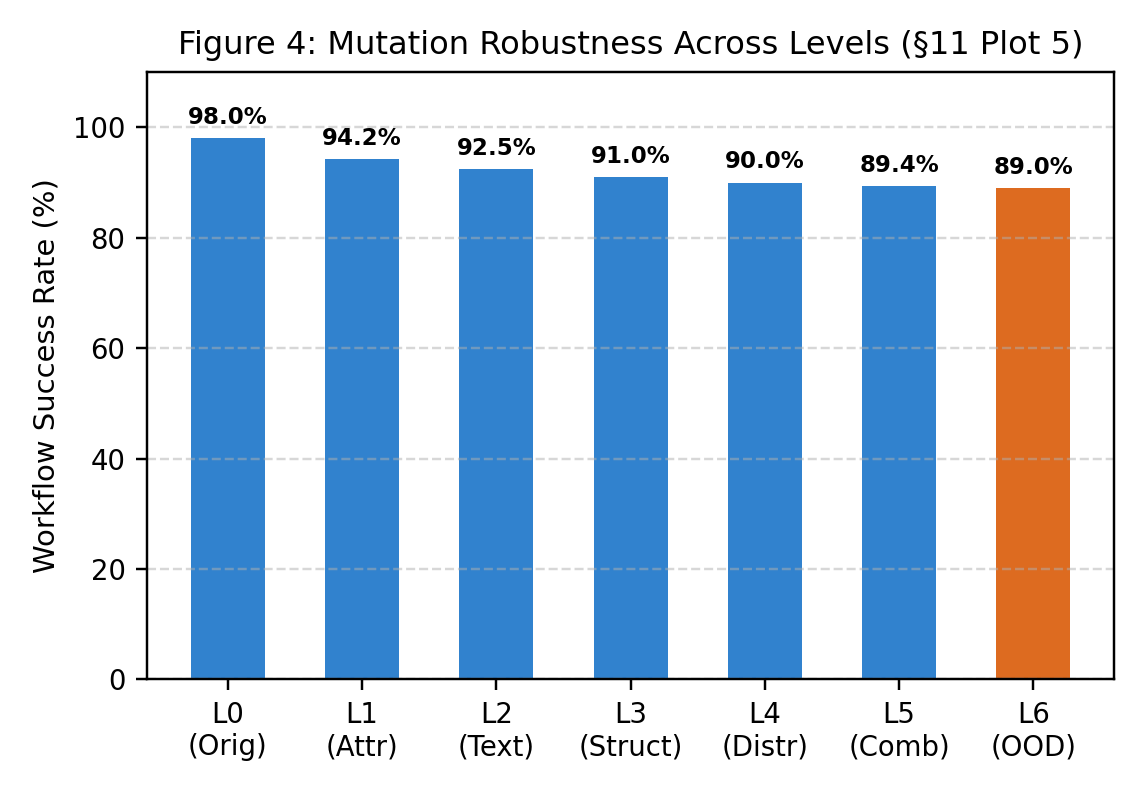 Figure 4: Mutation Robustness Across Levels (§11 Plot 5)
Workflow Success Rate (%)
100
80
60
40
20
0
98.0%
94.2%
92.5%
91.0%
90.0%
89.4%
89.0%
L0
(Orig)
L1
(Attr)
L2
(Text)
L3
(Struct)
L4
(Distr)
L5
(Comb)
L6
(OOD)